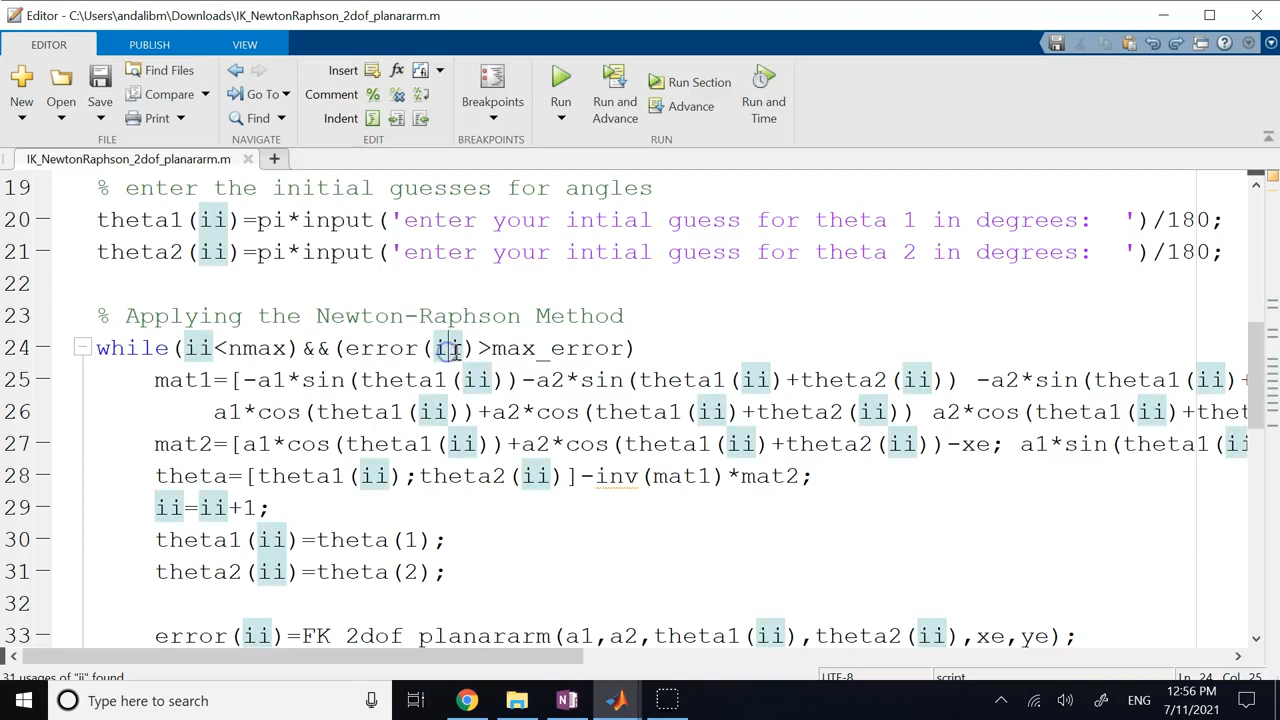 Editor - C:\Users\andalibm\Downloads\IK_NewtonRaphson_2dof_planararm.m
EDITOR PUBLISH VIEW
New Open Save Find Files Compare Print
FILE
Go To Find
NAVIGATE
Insert fx
Comment
Indent
EDIT
Breakpoints
BREAKPOINTS
Run Run and Advance Run Section Advance Run and Time
RUN
IK_NewtonRaphson_2dof_planararm.m
19 % enter the initial guesses for angles
20 theta1(ii)=pi*input('enter your intial guess for theta 1 in degrees:  ')/180;
21 theta2(ii)=pi*input('enter your intial guess for theta 2 in degrees:  ')/180;
22
23 % Applying the Newton-Raphson Method
24 while(ii<nmax)&&(error(ii)>max_error)
25 mat1=[-a1*sin(theta1(ii))-a2*sin(theta1(ii)+theta2(ii)) -a2*sin(theta1(ii)+
26 a1*cos(theta1(ii))+a2*cos(theta1(ii)+theta2(ii)) a2*cos(theta1(ii)+thet
27 mat2=[a1*cos(theta1(ii))+a2*cos(theta1(ii)+theta2(ii))-xe; a1*sin(theta1(ii
28 theta=[theta1(ii);theta2(ii)]-inv(mat1)*mat2;
29 ii=ii+1;
30 theta1(ii)=theta(1);
31 theta2(ii)=theta(2);
32
33 error(ii)=FK_2dof_planararm(a1,a2,theta1(ii),theta2(ii),xe,ye);
31 usages of "ii" found
UTF-8 script Ln 24 Col 25
Type here to search
ENG
12:56 PM
7/11/2021